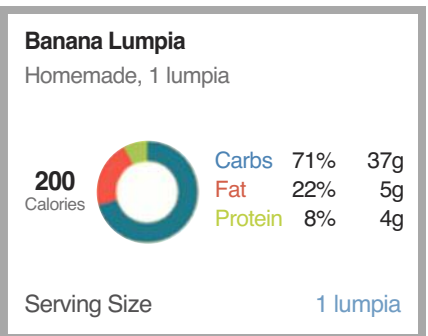 Banana Lumpia
Homemade, 1 lumpia
200
Calories
Carbs 71% 37g
Fat 22% 5g
Protein 8% 4g
Serving Size 1 lumpia